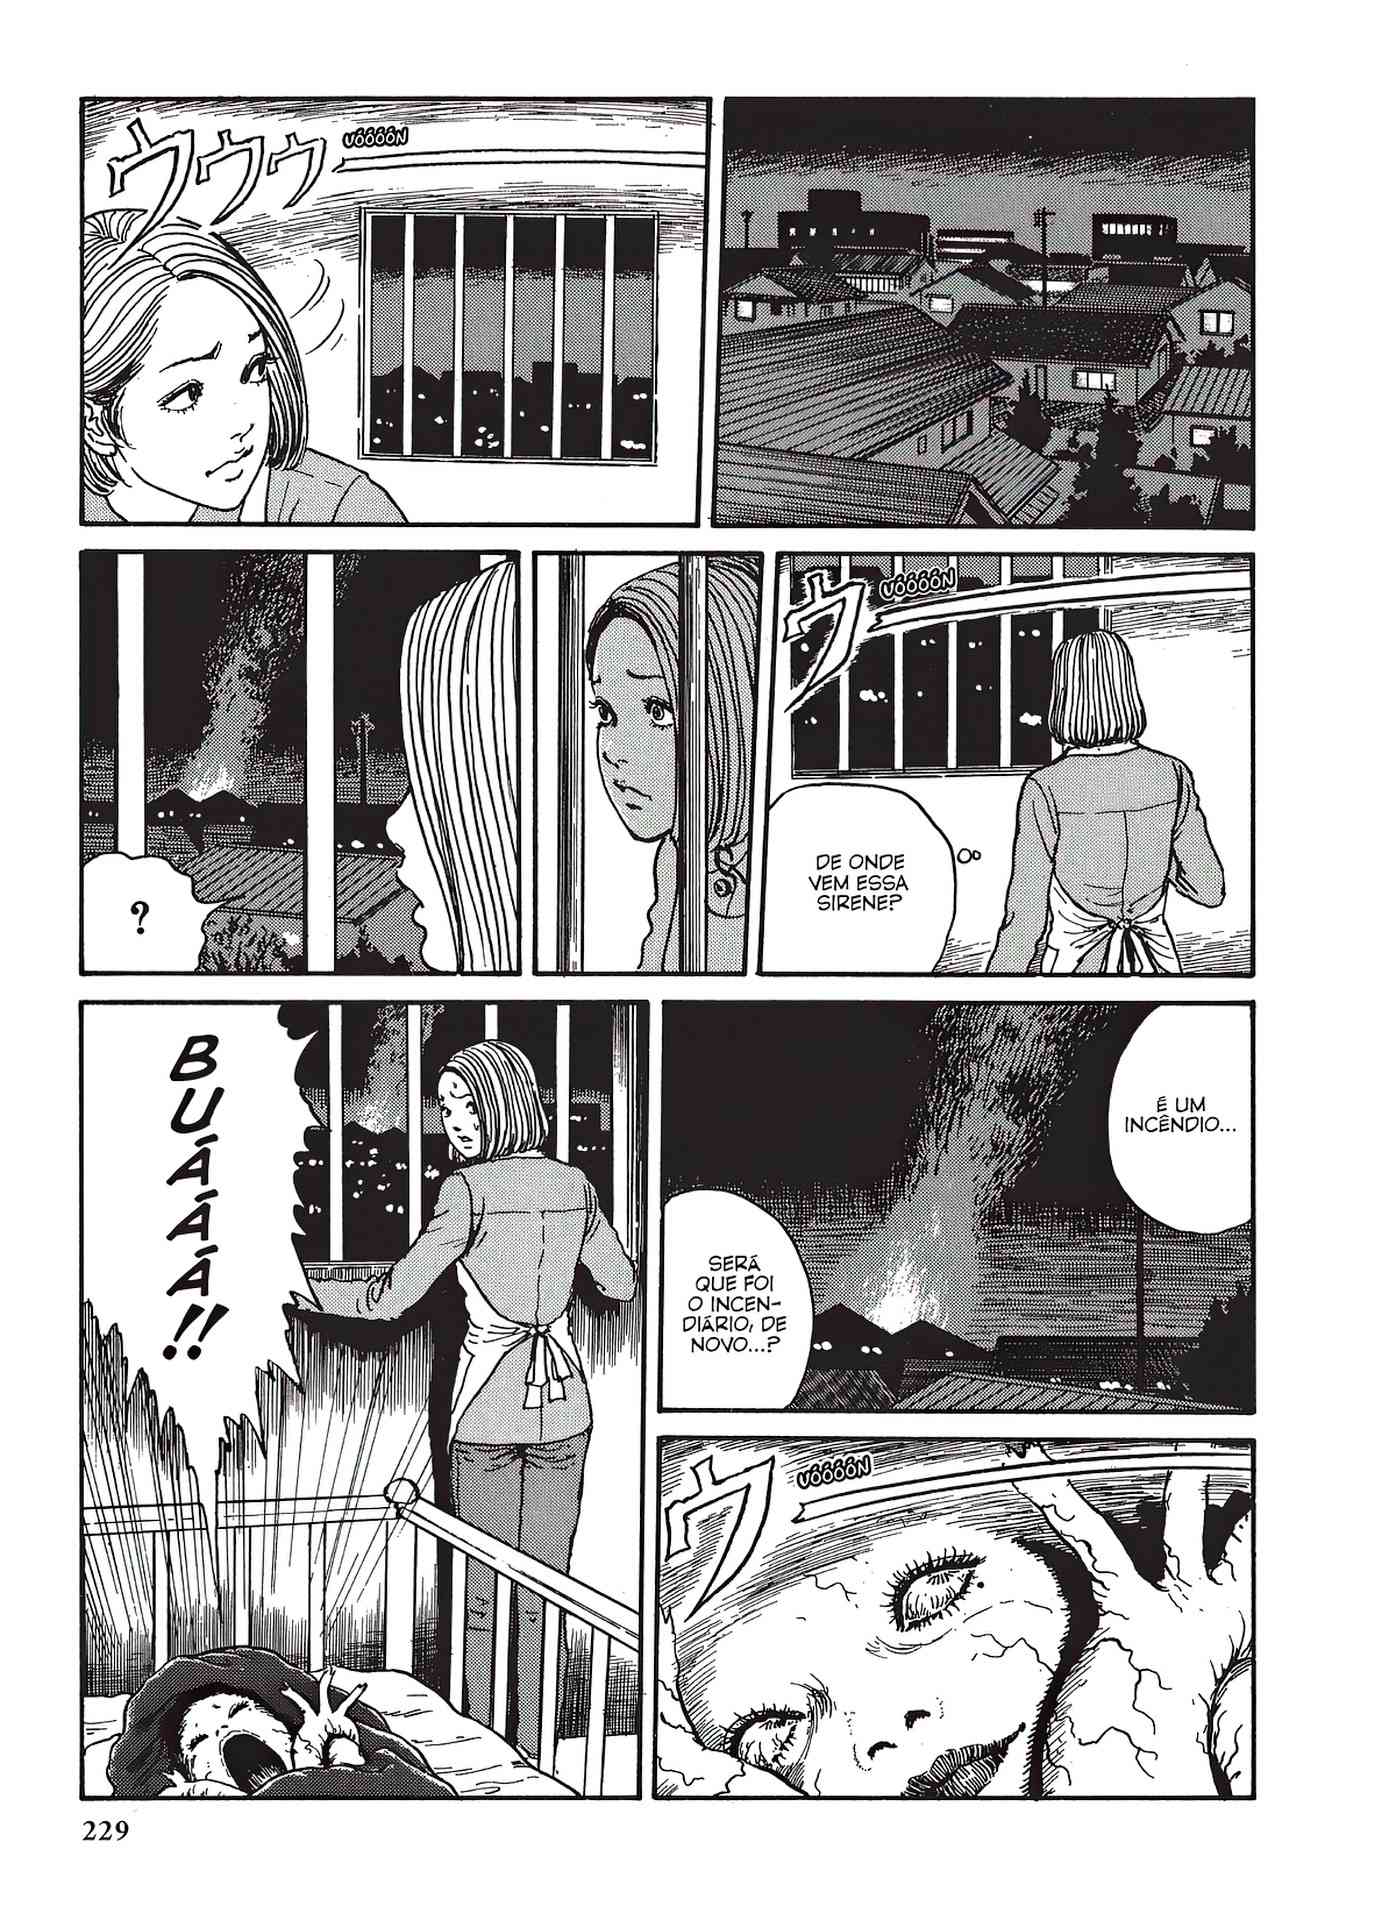 ウウゥ
VÓÓÓÓN
ウ
VÓÓÓÓN
DE ONDE
VEM ESSA
SIRENE?
?
É UM
INCÊNDIO...
SERÁ
QUE FOI
O INCEN-
DIÁRIO, DE
NOVO...?
ウ
VÓÓÓÓN
BUÁÁÁÁ!!
229